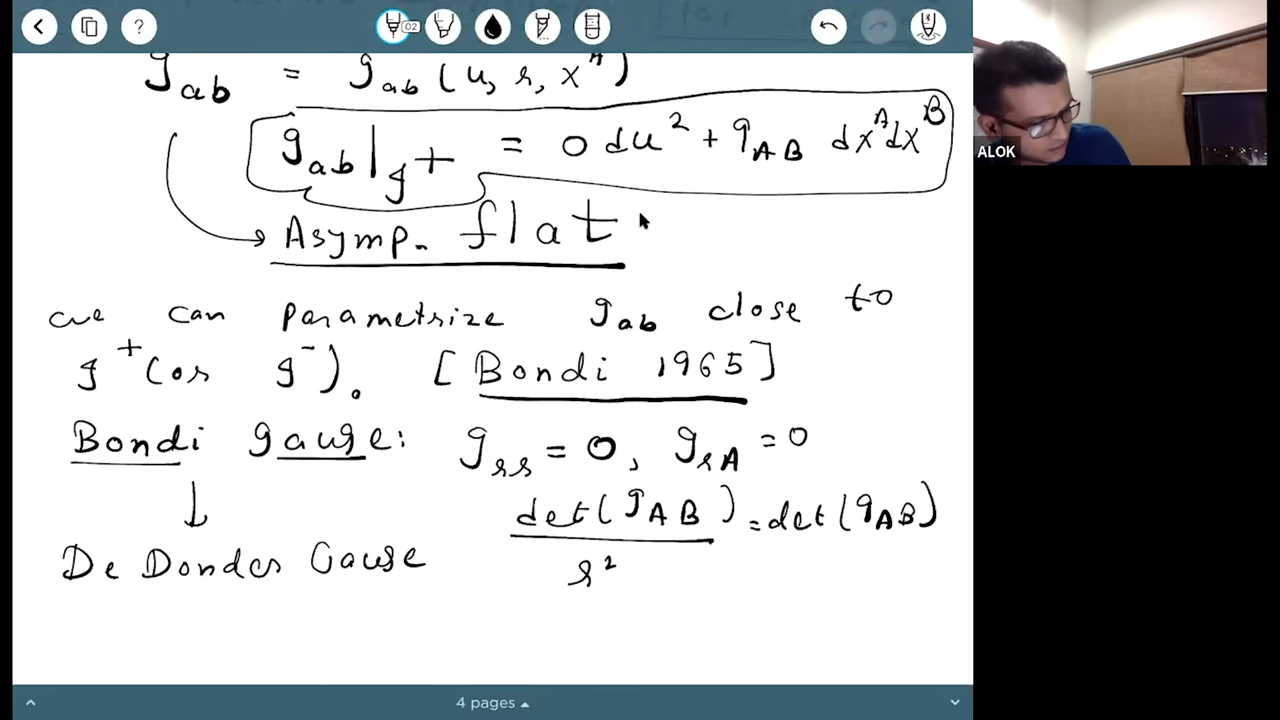 g_ab = g_ab (u, r, x^A)
g_ab|_g+ = 0 du² + q_AB dx^A dx^B
ALOK
Asymp. flat
we can parametrize g_ab close to
g^+ (or g^-). [Bondi 1965]
Bondi gauge: g_rr = 0, g_rA = 0
det(g_AB) / r² = det(q_AB)
De Donder Gauge
4 pages